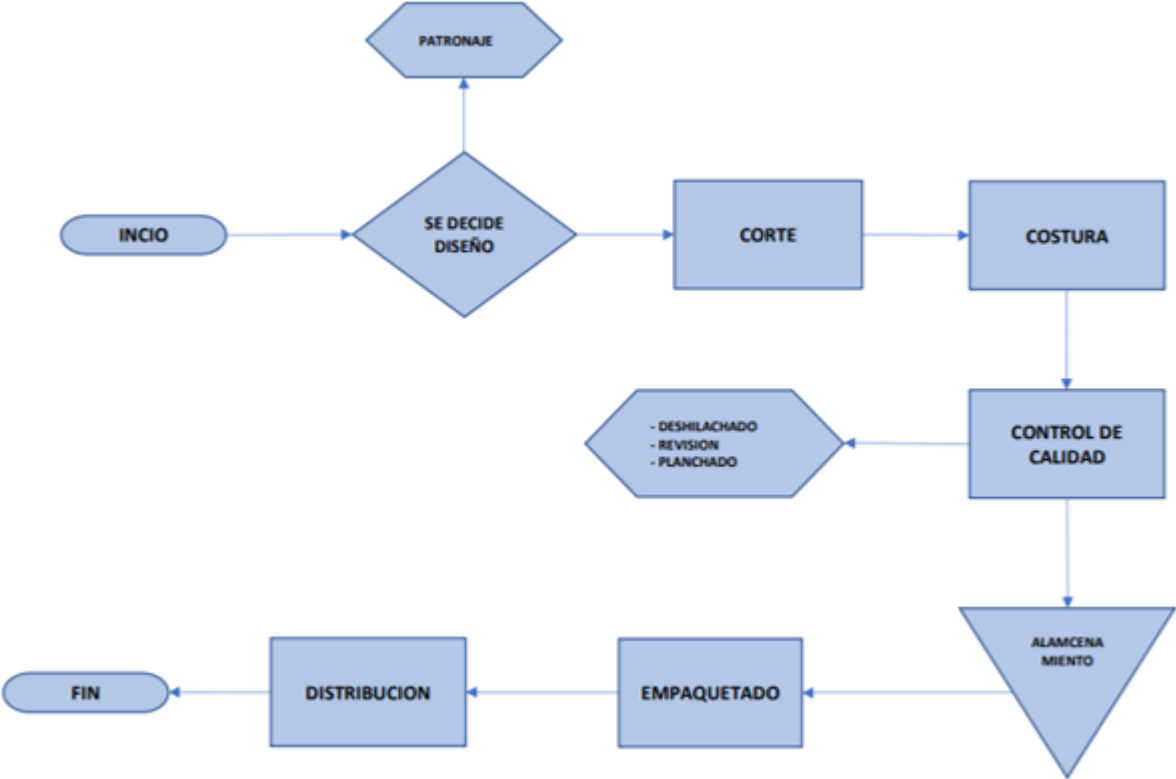 PATRONAJE
INCIO
SE DECIDE
DISEÑO
CORTE
COSTURA
- DESHILACHADO
- REVISION
- PLANCHADO
CONTROL DE
CALIDAD
ALAMCENA
MIENTO
EMPAQUETADO
DISTRIBUCION
FIN